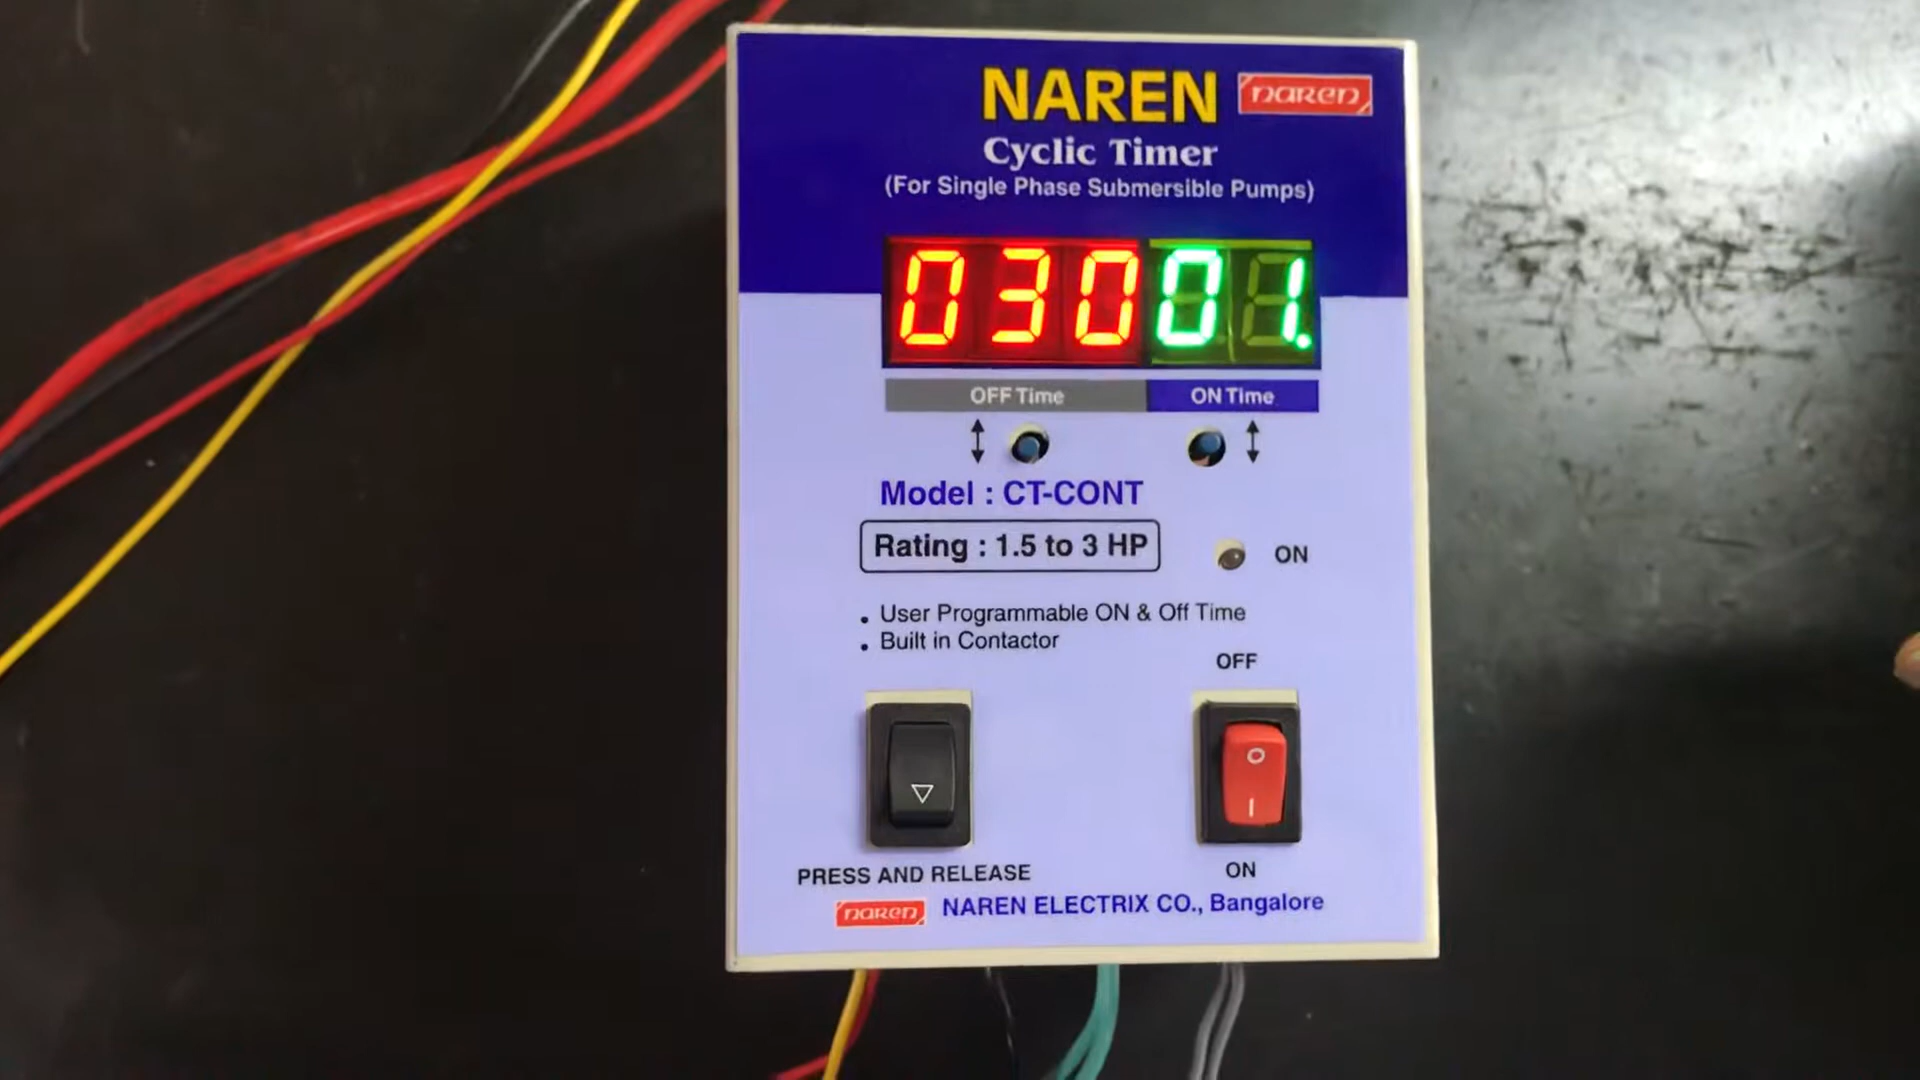 NAREN naren
Cyclic Timer
(For Single Phase Submersible Pumps)
030 01.
OFF Time ON Time
Model : CT-CONT
Rating : 1.5 to 3 HP
ON
. User Programmable ON & Off Time
. Built in Contactor
OFF
O
I
PRESS AND RELEASE
ON
naren NAREN ELECTRIX CO., Bangalore